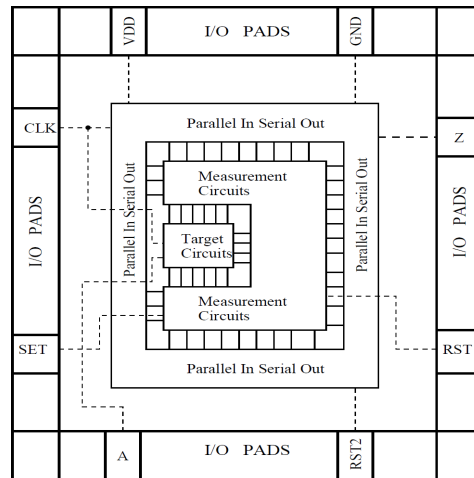 VDD
I/O PADS
GND
CLK
Parallel In Serial Out
Z
Measurement
Circuits
I/O PADS
Parallel In Serial Out
Target
Circuits
Parallel In Serial Out
I/O PADS
Measurement
Circuits
SET
RST
Parallel In Serial Out
A
I/O PADS
RST2